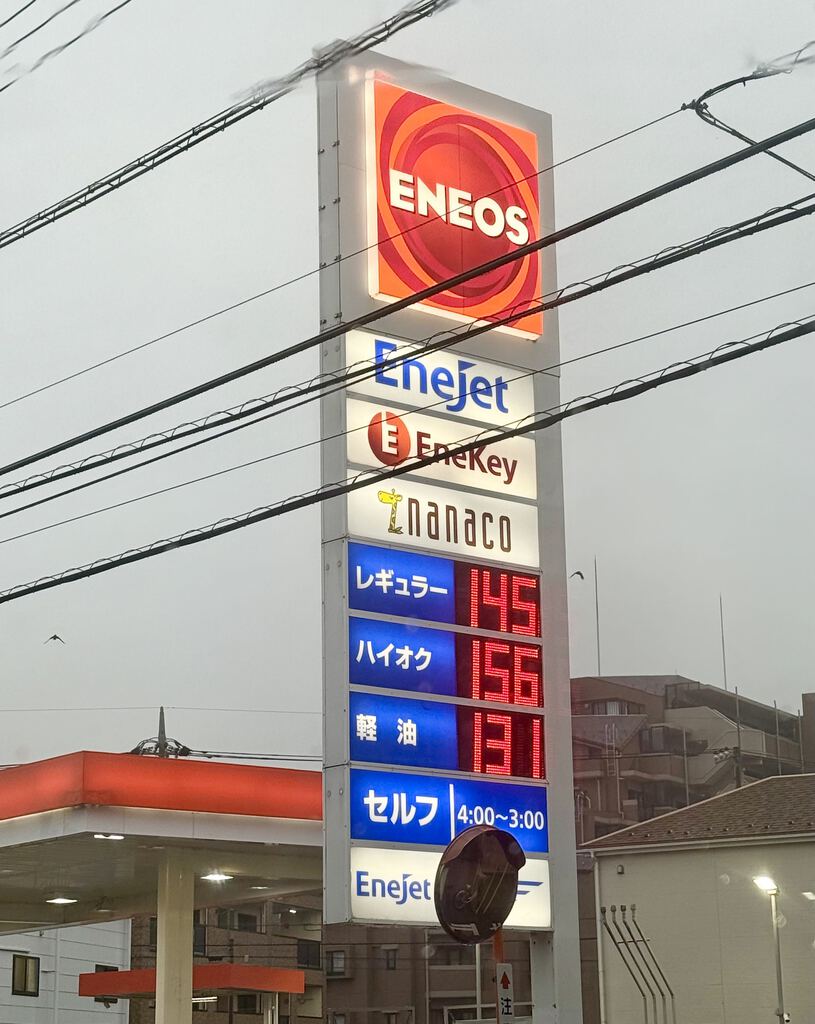 ENEOS
EneJet
E EneKey
nanaco
レギュラー 145
ハイオク 156
軽油 131
セルフ 4:00〜3:00
EneJet
注